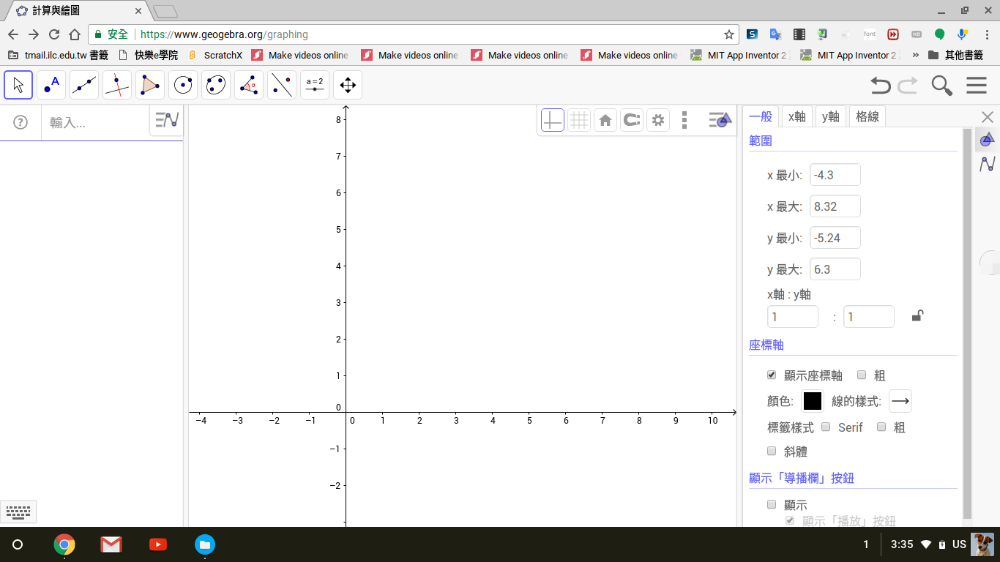 計算與繪圖
安全 https://www.geogebra.org/graphing
S HD font
tmail.ilc.edu.tw 書籤 快樂e學院 ScratchX Make videos online Make videos online Make videos online Make videos online MIT App Inventor 2 MIT App Inventor 2 » 其他書籤
A α a=2
? 輸入...
8
7
6
5
4
3
2
1
0
−4 −3 −2 −1 0 1 2 3 4 5 6 7 8 9 10
−1
−2
一般 x軸 y軸 格線
範圍
x 最小: -4.3
x 最大: 8.32
y 最小: -5.24
y 最大: 6.3
x軸 : y軸
1 : 1
座標軸
顯示座標軸 粗
顏色: 線的樣式:
標籤樣式 Serif 粗
斜體
顯示「導播欄」按鈕
顯示
顯示「播放」按鈕
1 3:35 US